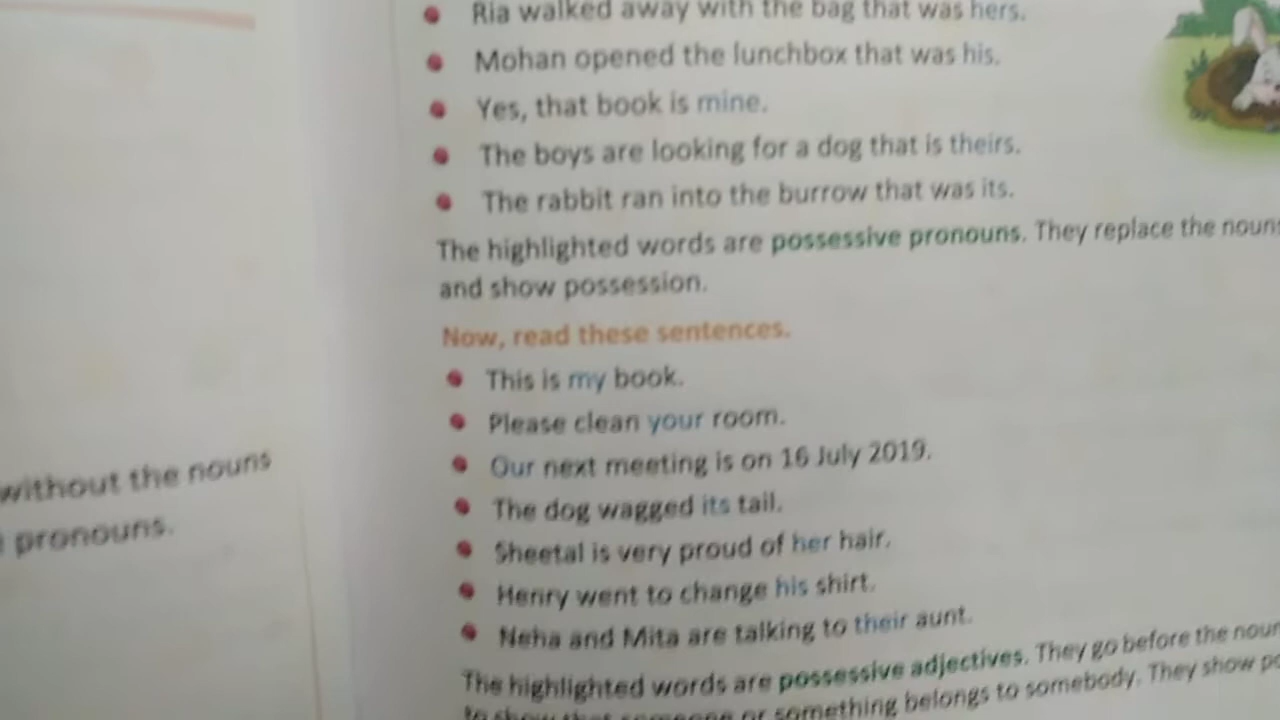 Ria walked away with the bag that was hers.
Mohan opened the lunchbox that was his.
Yes, that book is mine.
The boys are looking for a dog that is theirs.
The rabbit ran into the burrow that was its.
The highlighted words are possessive pronouns. They replace the nouns
and show possession.
Now, read these sentences.
This is my book.
Please clean your room.
Our next meeting is on 16 July 2019.
The dog wagged its tail.
Sheetal is very proud of her hair.
Henry went to change his shirt.
Neha and Mita are talking to their aunt.
The highlighted words are possessive adjectives. They go before the
to show that someone or something belongs to somebody. They show
without the nouns
pronouns.